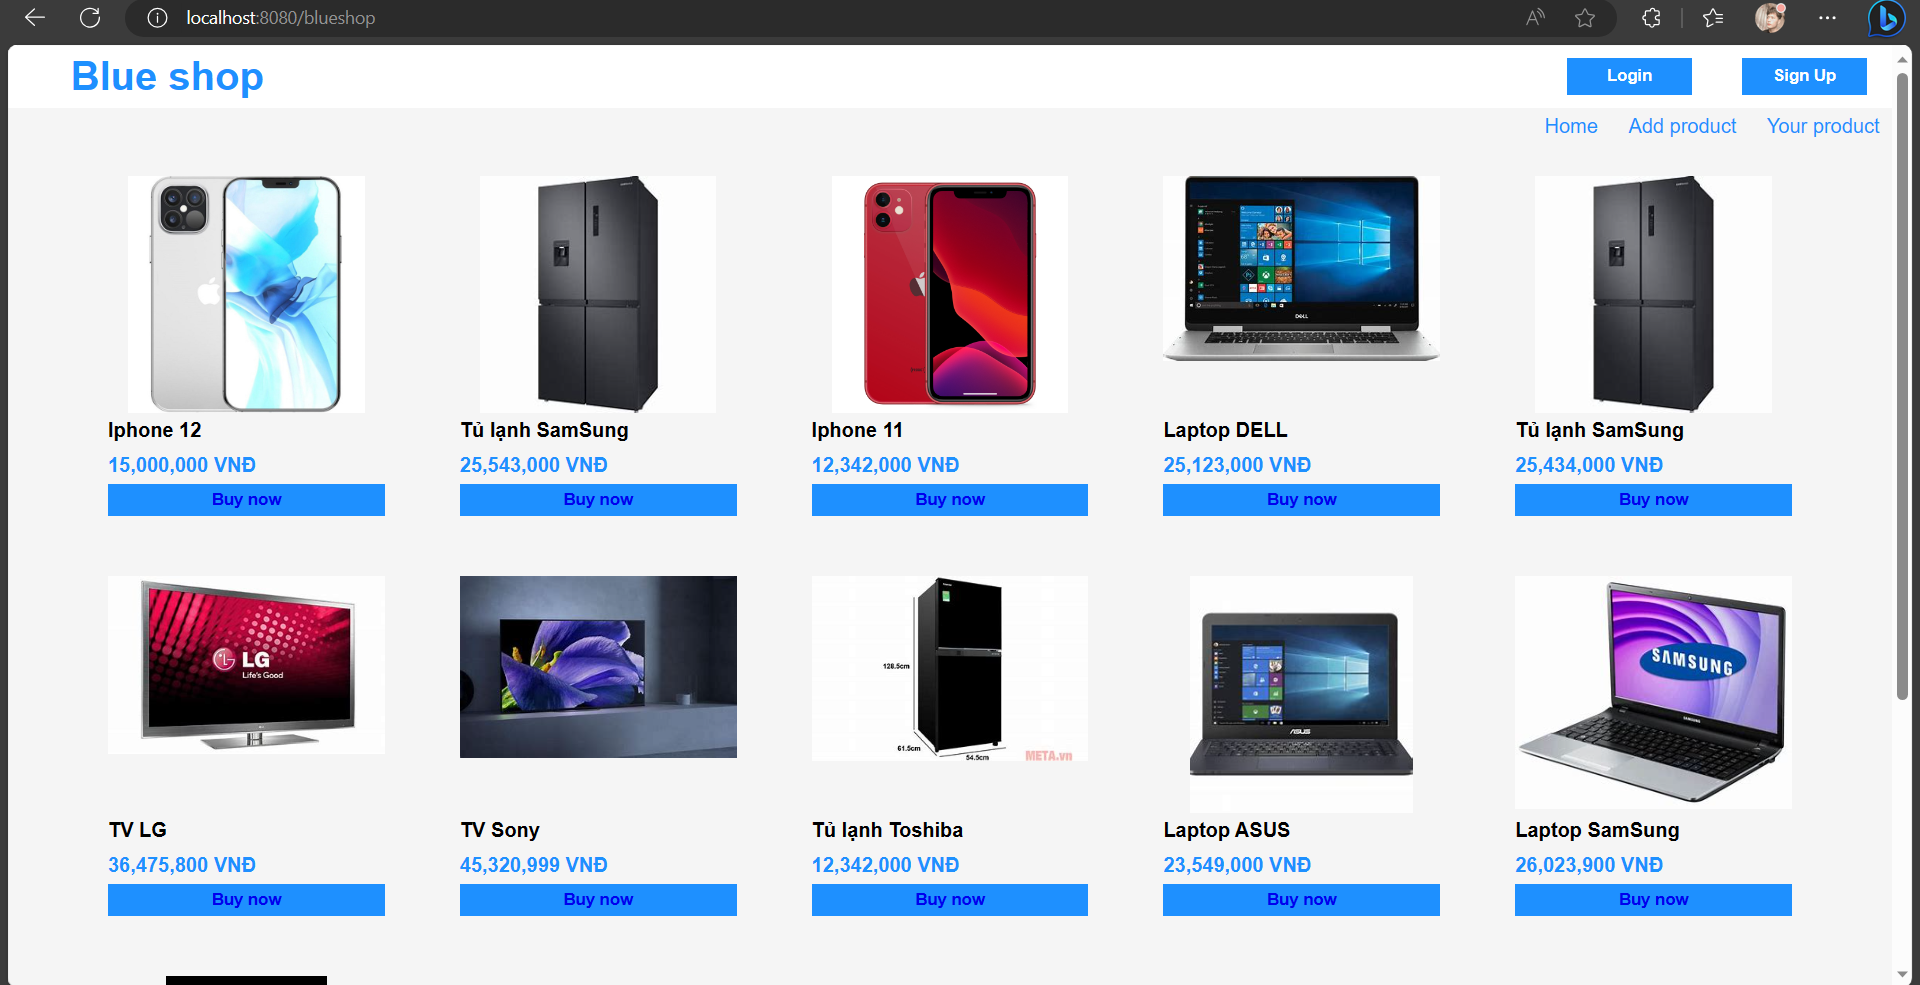 localhost:8080/blueshop
Blue shop
Login
Sign Up
Home
Add product
Your product
DELL
Iphone 12
Tủ lạnh SamSung
Iphone 11
Laptop DELL
Tủ lạnh SamSung
15,000,000 VNĐ
25,543,000 VNĐ
12,342,000 VNĐ
25,123,000 VNĐ
25,434,000 VNĐ
Buy now
Buy now
Buy now
Buy now
Buy now
LG
Life's Good
128.5cm
61.5cm
54.5cm
META.vn
ASUS
SAMSUNG
SAMSUNG
TV LG
TV Sony
Tủ lạnh Toshiba
Laptop ASUS
Laptop SamSung
36,475,800 VNĐ
45,320,999 VNĐ
12,342,000 VNĐ
23,549,000 VNĐ
26,023,900 VNĐ
Buy now
Buy now
Buy now
Buy now
Buy now